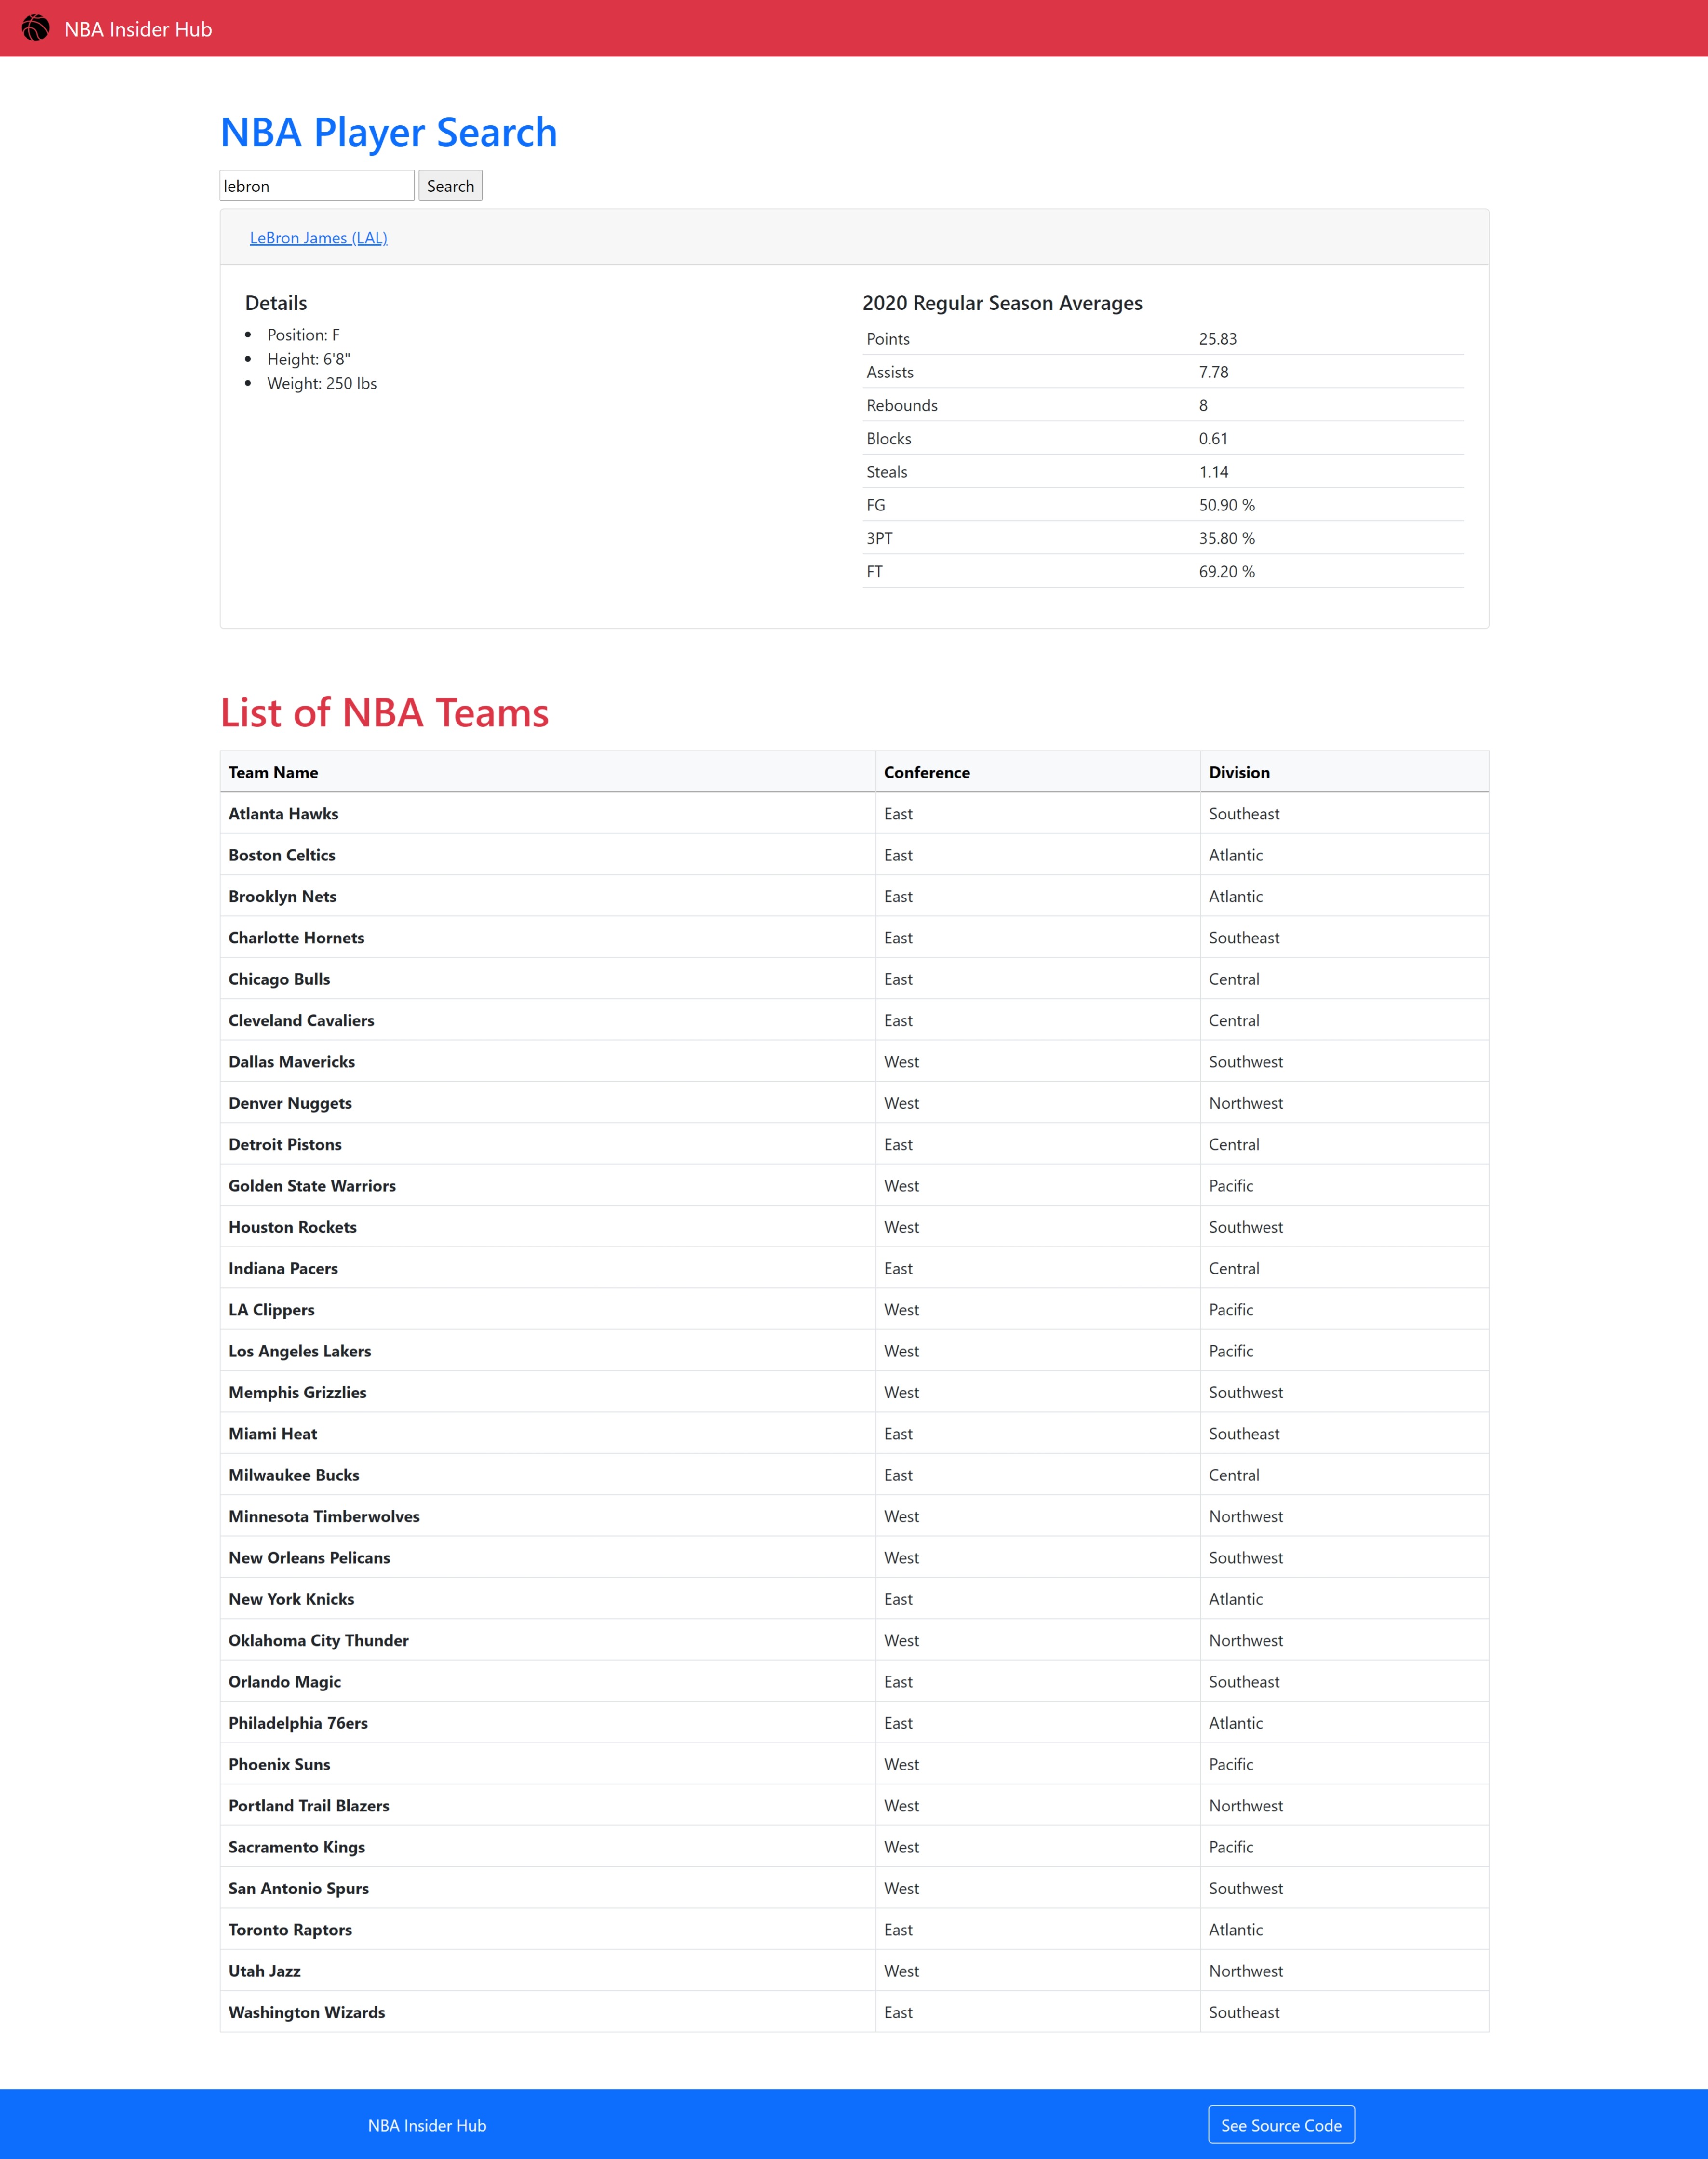 NBA Insider Hub
NBA Player Search
lebron Search
LeBron James (LAL)
Details
Position: F
Height: 6'8"
Weight: 250 lbs
2020 Regular Season Averages
Points 25.83
Assists 7.78
Rebounds 8
Blocks 0.61
Steals 1.14
FG 50.90 %
3PT 35.80 %
FT 69.20 %
List of NBA Teams
Team Name Conference Division
Atlanta Hawks East Southeast
Boston Celtics East Atlantic
Brooklyn Nets East Atlantic
Charlotte Hornets East Southeast
Chicago Bulls East Central
Cleveland Cavaliers East Central
Dallas Mavericks West Southwest
Denver Nuggets West Northwest
Detroit Pistons East Central
Golden State Warriors West Pacific
Houston Rockets West Southwest
Indiana Pacers East Central
LA Clippers West Pacific
Los Angeles Lakers West Pacific
Memphis Grizzlies West Southwest
Miami Heat East Southeast
Milwaukee Bucks East Central
Minnesota Timberwolves West Northwest
New Orleans Pelicans West Southwest
New York Knicks East Atlantic
Oklahoma City Thunder West Northwest
Orlando Magic East Southeast
Philadelphia 76ers East Atlantic
Phoenix Suns West Pacific
Portland Trail Blazers West Northwest
Sacramento Kings West Pacific
San Antonio Spurs West Southwest
Toronto Raptors East Atlantic
Utah Jazz West Northwest
Washington Wizards East Southeast
NBA Insider Hub See Source Code